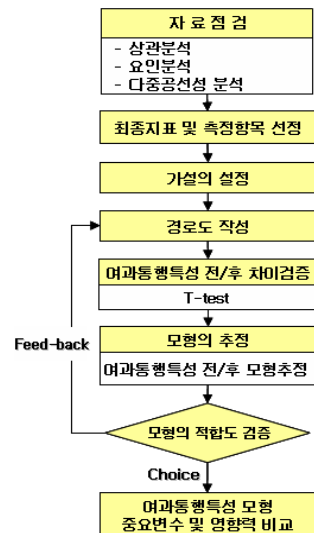 자 료 점 검
- 상관분석
- 요인분석
- 다중공선성 분석
최종지표 및 측정항목 선정
가설의 설정
경로도 작성
여과통행특성 전/후 차이검증
T-test
모형의 추정
Feed-back
여과통행특성 전/후 모형추정
모형의 적합도 검증
Choice
여과통행특성 모형
중요변수 및 영향력 비교